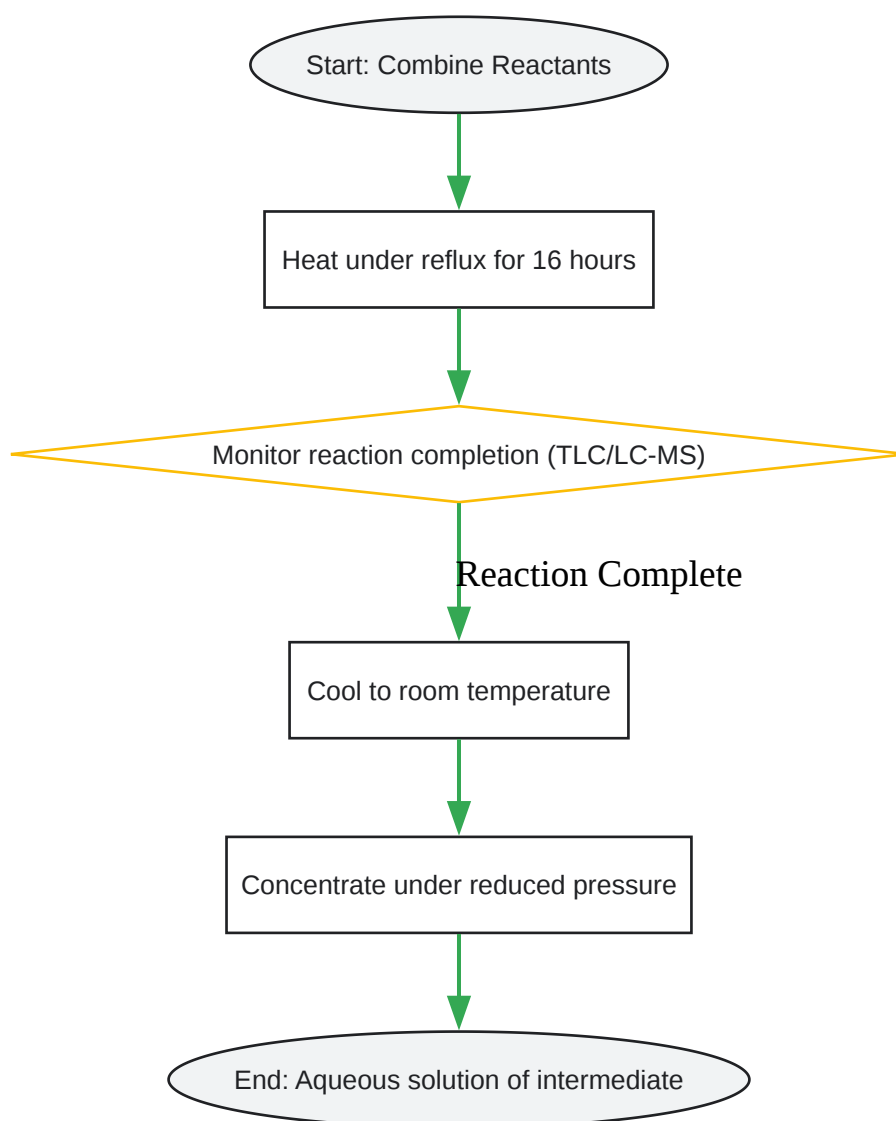 Start: Combine Reactants
Heat under reflux for 16 hours
Monitor reaction completion (TLC/LC-MS)
Reaction Complete
Cool to room temperature
Concentrate under reduced pressure
End: Aqueous solution of intermediate